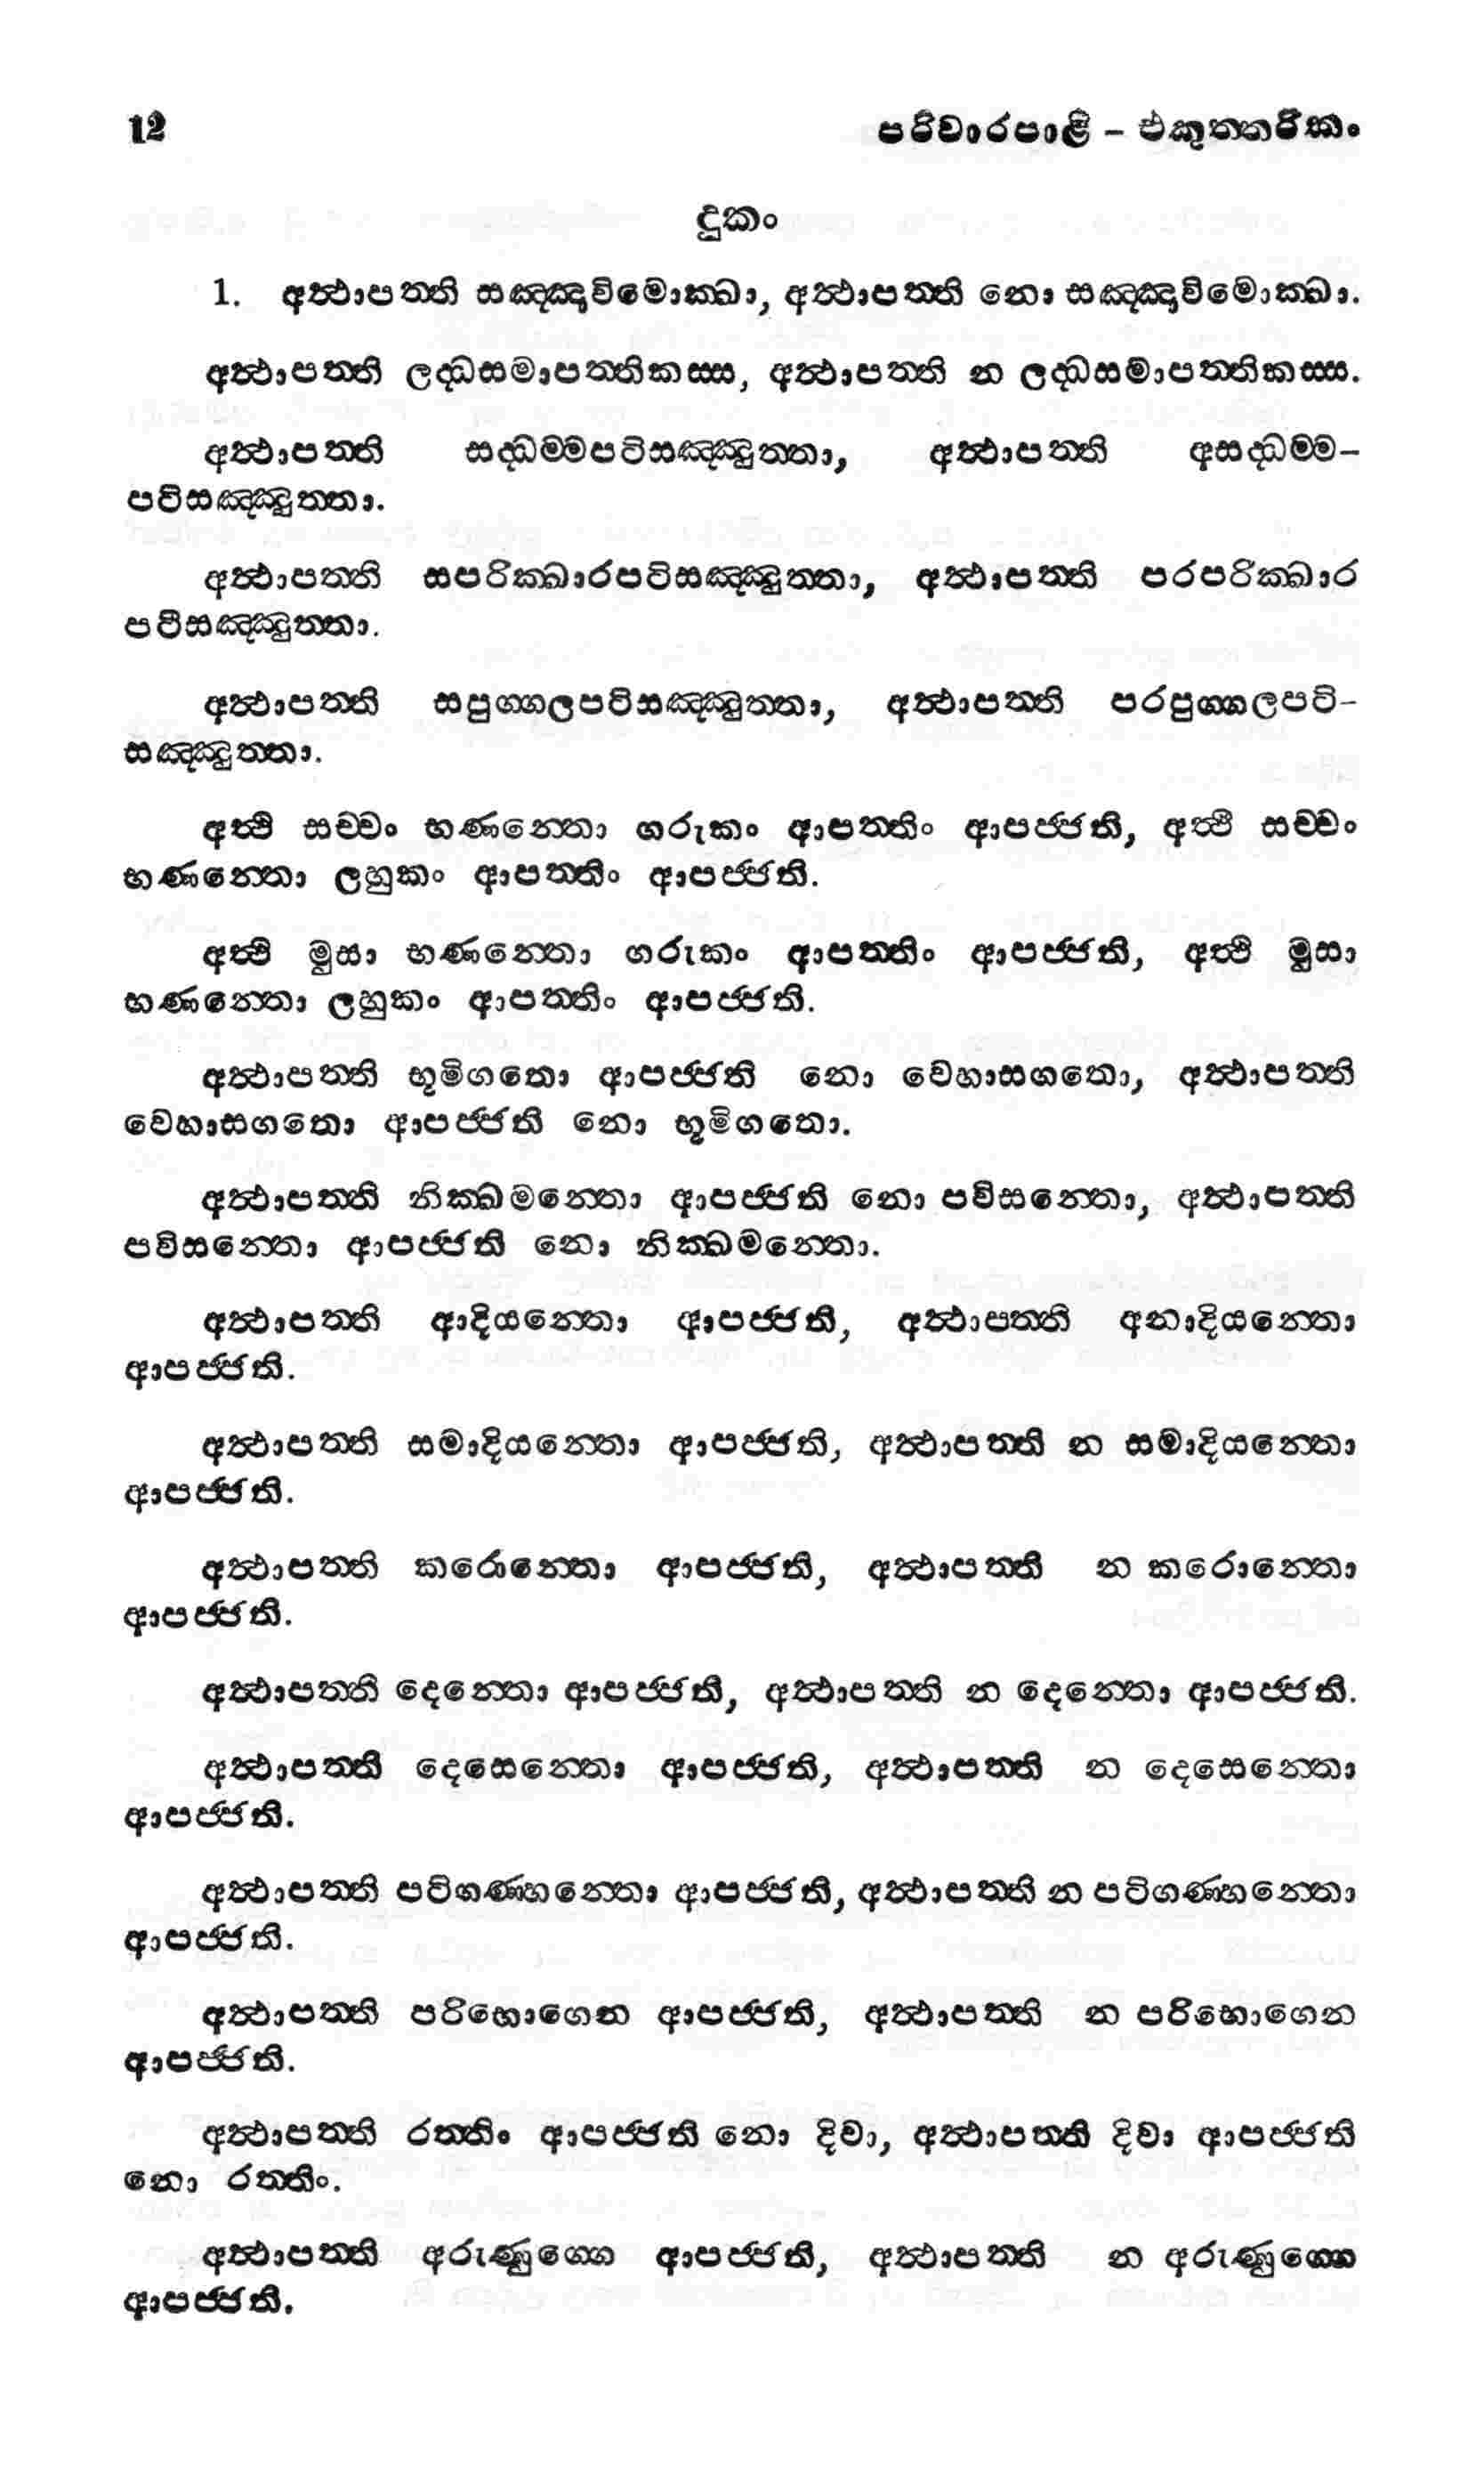 12
පරිවාරපාළි – එකුත්තරිකං
දුකං
1. අත්ථාපත්ති සඤ්ඤාවිමොක්ඛා, අත්ථාපත්ති නො සඤ්ඤාවිමොක්ඛා.
අත්ථාපත්ති ලද්ධසමාපත්තිකස්ස, අත්ථාපත්ති න ලද්ධසමාපත්තිකස්ස.
අත්ථාපත්ති සද්ධම්මපටිසඤ්ඤුත්තා, අත්ථාපත්ති අසද්ධම්ම–
පටිසඤ්ඤුත්තා.
අත්ථාපත්ති සපරික්ඛාරපටිසඤ්ඤුත්තා, අත්ථාපත්ති පරපරික්ඛාර
පටිසඤ්ඤුත්තා.
අත්ථාපත්ති සපුග්ගලපටිසඤ්ඤුත්තා, අත්ථාපත්ති පරපුග්ගලපටි–
සඤ්ඤුත්තා.
අත්ථි සච්චං භණන්තො ගරුකං ආපත්තිං ආපජ්ජති, අත්ථි සච්චං
භණන්තො ලහුකං ආපත්තිං ආපජ්ජති.
අත්ථි මුසා භණන්තො ගරුකං ආපත්තිං ආපජ්ජති, අත්ථි මුසා
භණන්තො ලහුකං ආපත්තිං ආපජ්ජති.
අත්ථාපත්ති භූමිගතො ආපජ්ජති නො වෙහාසගතො, අත්ථාපත්ති
වෙහාසගතො ආපජ්ජති නො භූමිගතො.
අත්ථාපත්ති නික්ඛමන්තො ආපජ්ජති නො පවිසන්තො, අත්ථාපත්ති
පවිසන්තො ආපජ්ජති නො නික්ඛමන්තො.
අත්ථාපත්ති ආදියන්තො ආපජ්ජති, අත්ථාපත්ති අනාදියන්තො
ආපජ්ජති.
අත්ථාපත්ති සමාදියන්තො ආපජ්ජති, අත්ථාපත්ති න සමාදියන්තො
ආපජ්ජති.
අත්ථාපත්ති කරොන්තො ආපජ්ජති, අත්ථාපත්ති න කරොන්තො
ආපජ්ජති.
අත්ථාපත්ති දෙන්තො ආපජ්ජති, අත්ථාපත්ති න දෙන්තො ආපජ්ජති.
අත්ථාපත්ති දෙසෙන්තො ආපජ්ජති, අත්ථාපත්ති න දෙසෙන්තො
ආපජ්ජති.
අත්ථාපත්ති පටිගණ්හන්තො ආපජ්ජති, අත්ථාපත්ති න පටිගණ්හන්තො
ආපජ්ජති.
අත්ථාපත්ති පරිභොගෙන ආපජ්ජති, අත්ථාපත්ති න පරිභොගෙන
ආපජ්ජති.
අත්ථාපත්ති රත්තිං ආපජ්ජති නො දිවා, අත්ථාපත්ති දිවා ආපජ්ජති
නො රත්තිං.
අත්ථාපත්ති අරුණුග්ගෙ ආපජ්ජති, අත්ථාපත්ති න අරුණුග්ගෙ
ආපජ්ජති.